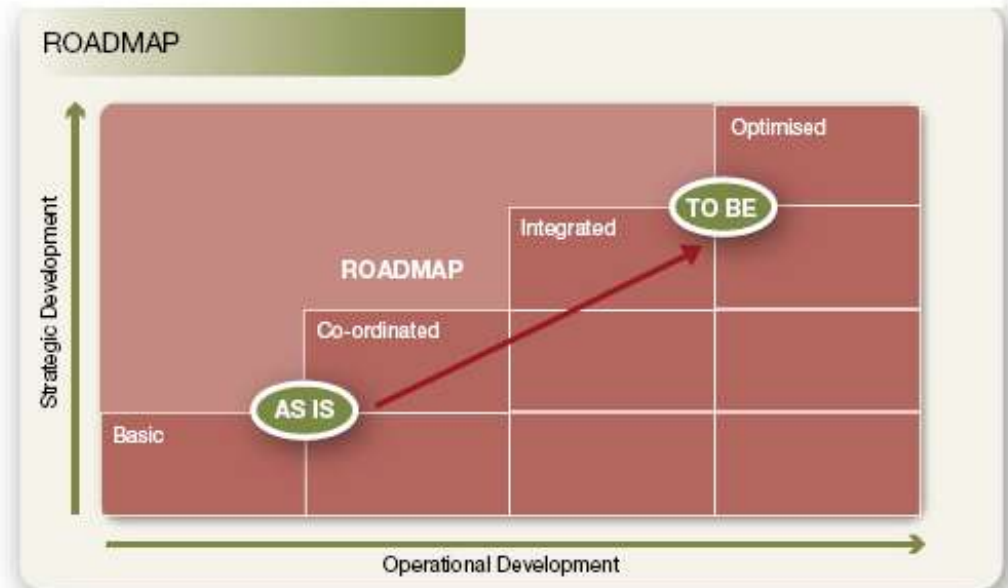 ROADMAP
Strategic Development
Optimised
TO BE
Integrated
ROADMAP
Co-ordinated
AS IS
Basic
Operational Development